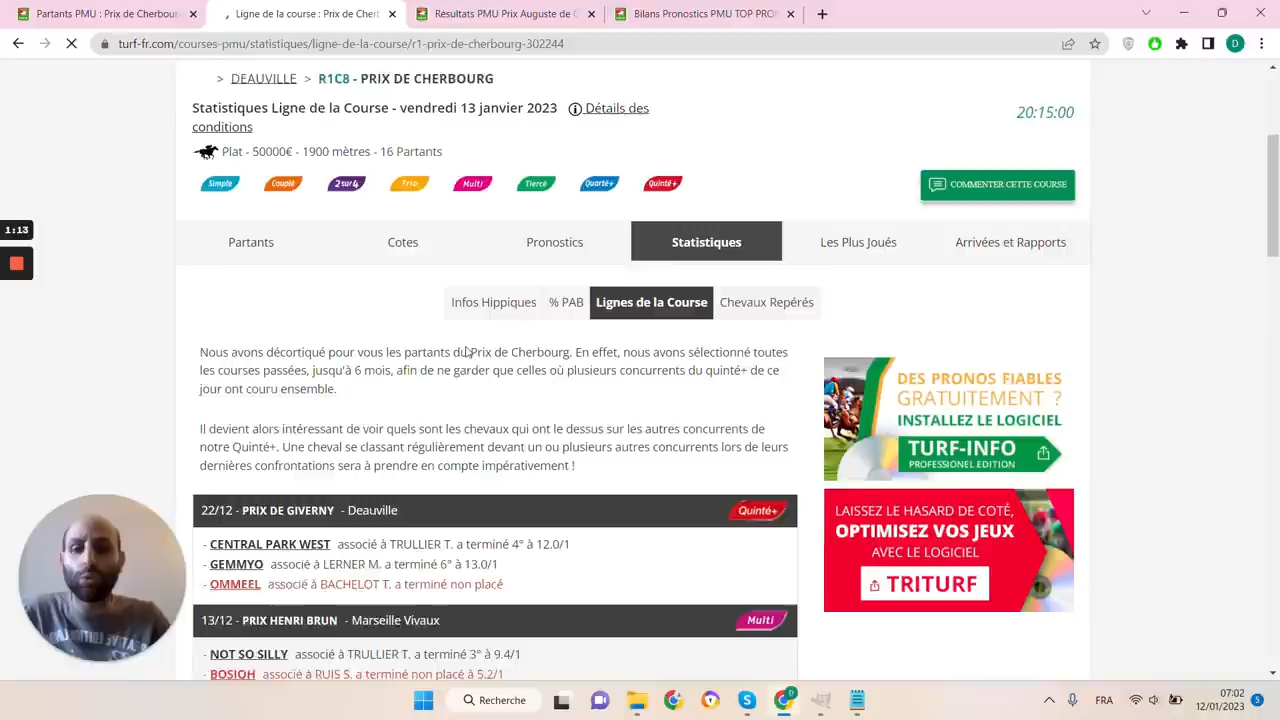 Partants PMU : Prix de Cherb
Ligne de la Course : Prix de Chert
Résultats PMU Auguste de C
Bilans Pronostics PMU TOP PRO
turf-fr.com/courses-pmu/statistiques/ligne-de-la-course/r1-prix-de-cherbourg-302244
D
> DEAUVILLE > R1C8 - PRIX DE CHERBOURG
Statistiques Ligne de la Course - vendredi 13 janvier 2023 Détails des
conditions
20:15:00
Plat - 50000€ - 1900 mètres - 16 Partants
Simple Couplé 2 sur 4 Trio Multi Tiercé Quarté+ Quinté+
COMMENTER CETTE COURSE
1:13
Partants Cotes Pronostics Statistiques Les Plus Joués Arrivées et Rapports
Infos Hippiques % PAB Lignes de la Course Chevaux Repérés
Nous avons décortiqué pour vous les partants du Prix de Cherbourg. En effet, nous avons sélectionné toutes
les courses passées, jusqu'à 6 mois, afin de ne garder que celles où plusieurs concurrents du quinté+ de ce
jour ont couru ensemble.
Il devient alors intéressant de voir quels sont les chevaux qui ont le dessus sur les autres concurrents de
notre Quinté+. Une cheval se classant régulièrement devant un ou plusieurs autres concurrents lors de leurs
dernières confrontations sera à prendre en compte impérativement !
DES PRONOS FIABLES
GRATUITEMENT ?
INSTALLEZ LE LOGICIEL
TURF-INFO
PROFESSIONEL EDITION
LAISSEZ LE HASARD DE COTÉ,
OPTIMISEZ VOS JEUX
AVEC LE LOGICIEL
TRITURF
22/12 - PRIX DE GIVERNY - Deauville Quinté+
- CENTRAL PARK WEST associé à TRULLIER T. a terminé 4° à 12.0/1
- GEMMYO associé à LERNER M. a terminé 6° à 13.0/1
- OMMEEL associé à BACHELOT T. a terminé non placé
13/12 - PRIX HENRI BRUN - Marseille Vivaux Multi
- NOT SO SILLY associé à TRULLIER T. a terminé 3° à 9.4/1
- BOSIOH associé à RUIS S. a terminé non placé à 5.2/1
Recherche
FRA
07:02
12/01/2023